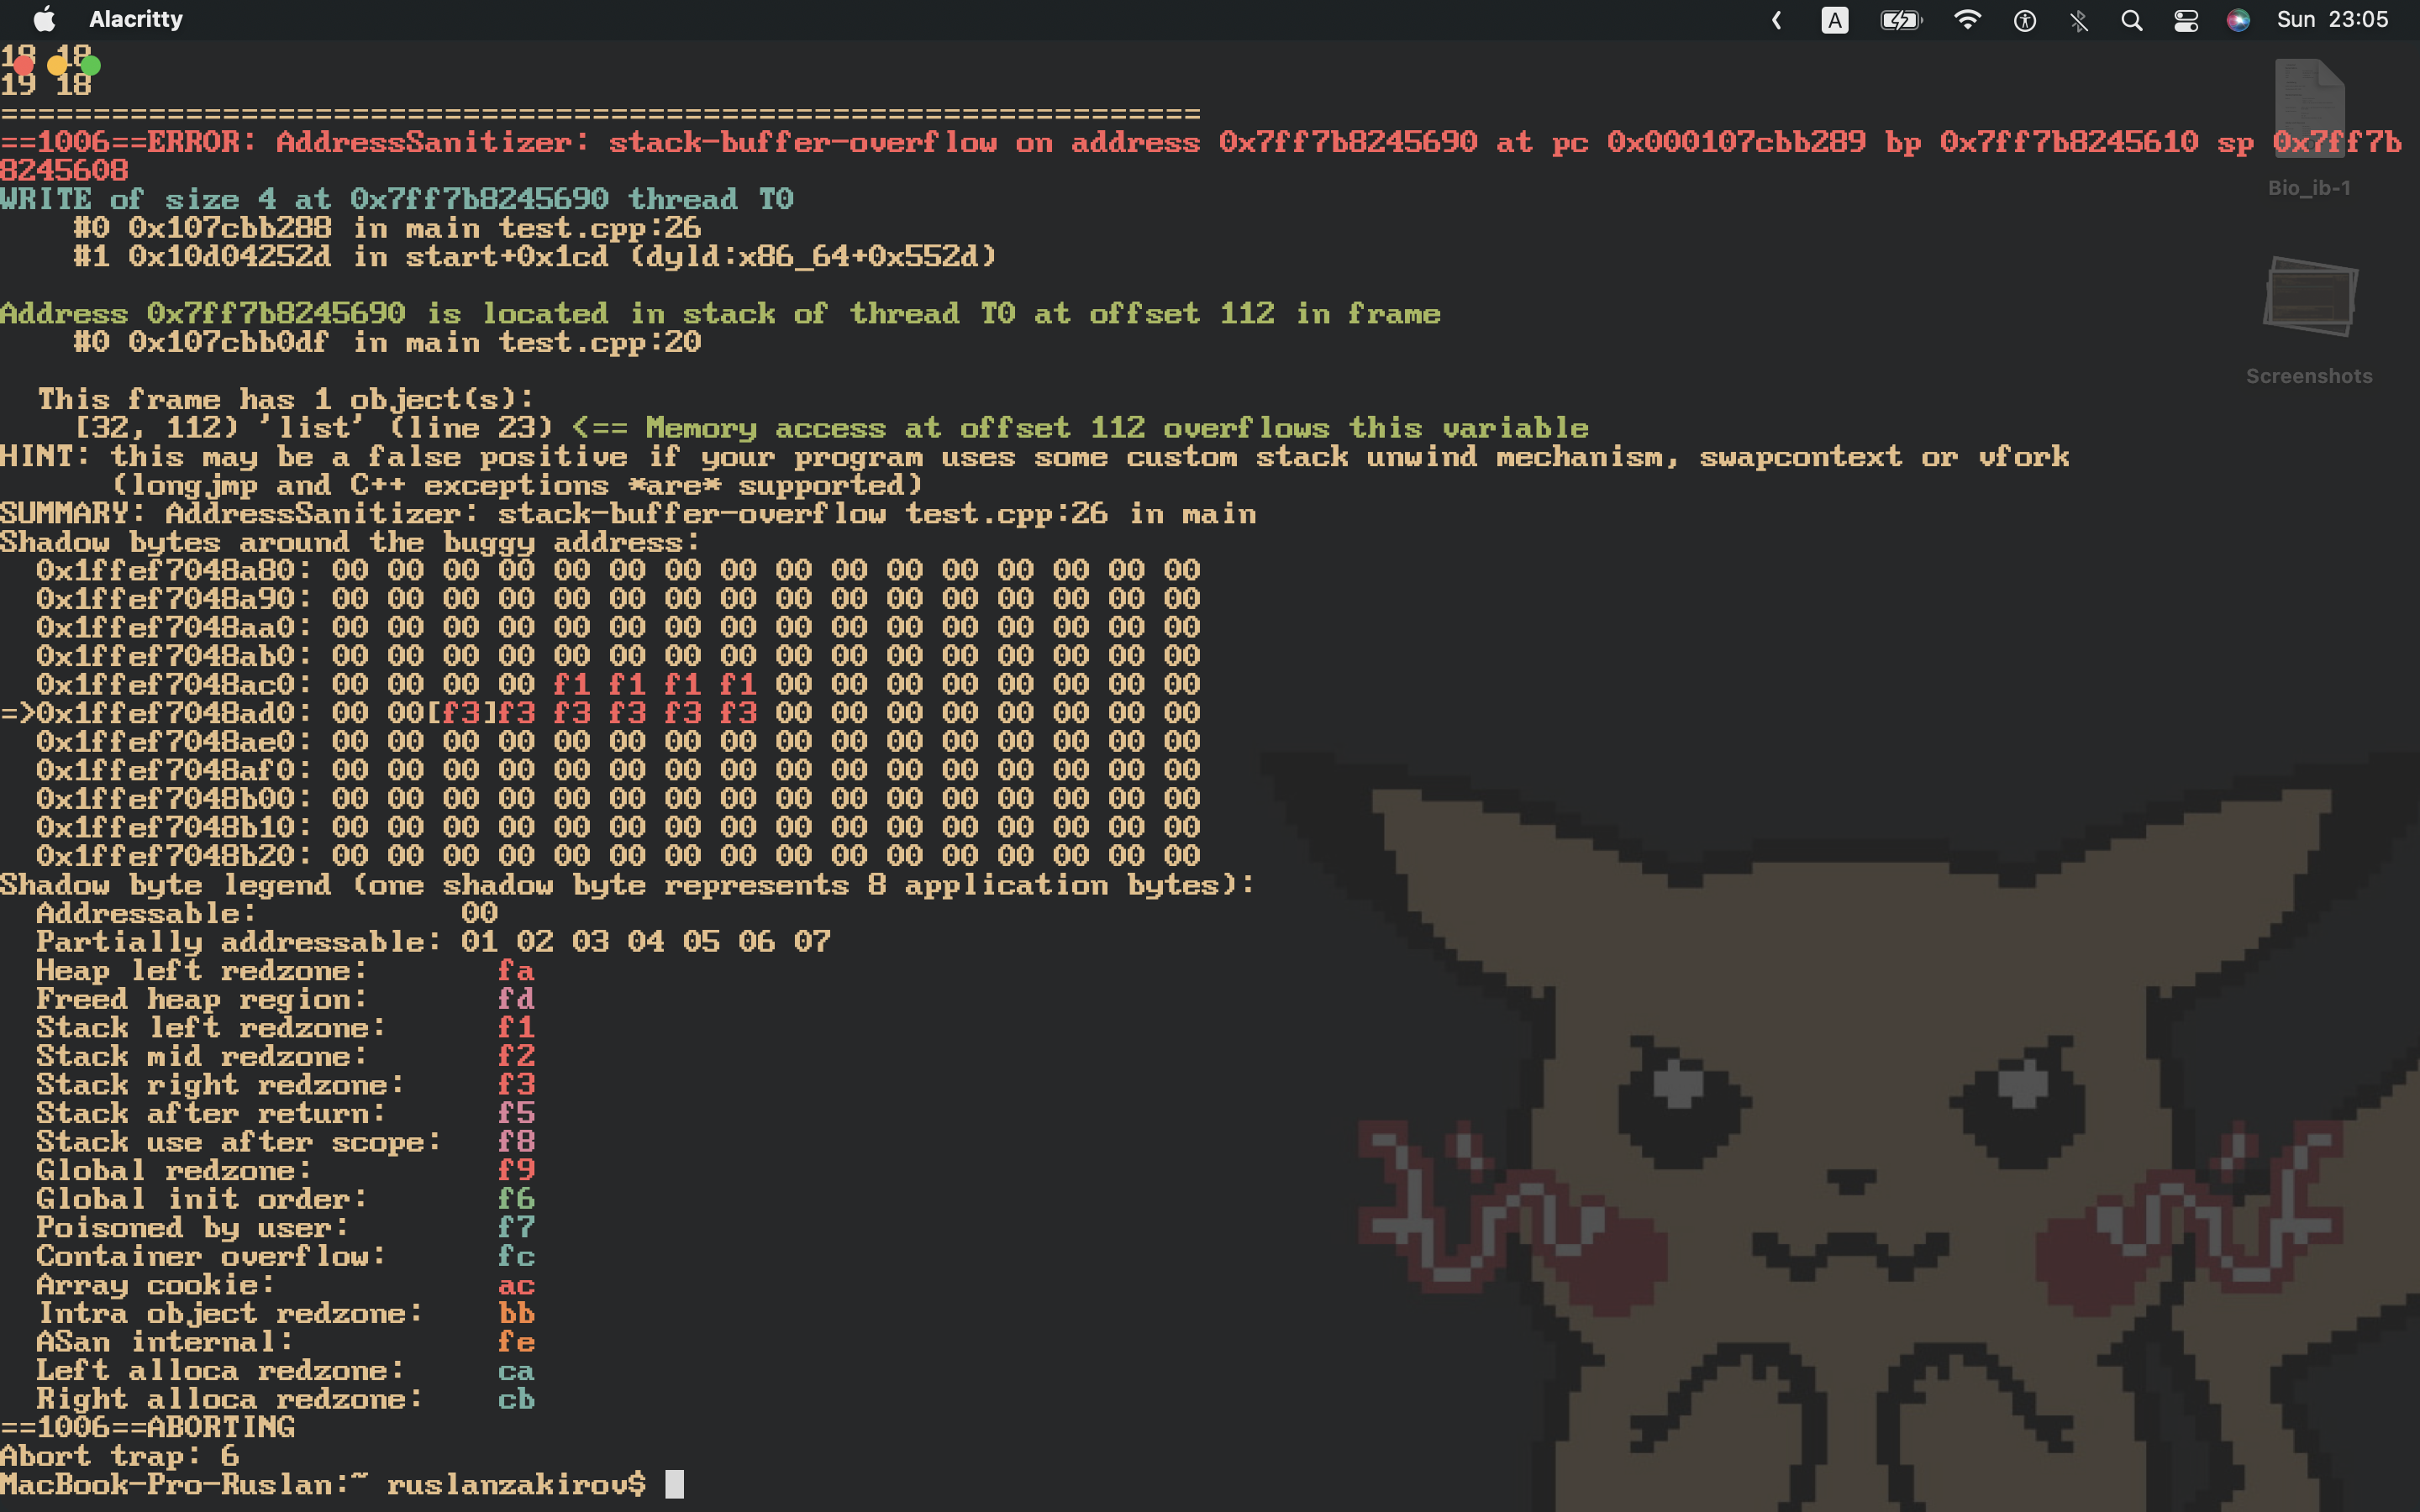 Alacritty
A
Sun 23:05
18 18
19 18
=================================================================
==1006==ERROR: AddressSanitizer: stack-buffer-overflow on address 0x7ff7b8245690 at pc 0x000107cbb289 bp 0x7ff7b8245610 sp 0x7ff7b
8245608
WRITE of size 4 at 0x7ff7b8245690 thread T0
    #0 0x107cbb288 in main test.cpp:26
    #1 0x10d04252d in start+0x1cd (dyld:x86_64+0x552d)
Address 0x7ff7b8245690 is located in stack of thread T0 at offset 112 in frame
    #0 0x107cbb0df in main test.cpp:20
  This frame has 1 object(s):
    [32, 112) 'list' (line 23) <== Memory access at offset 112 overflows this variable
HINT: this may be a false positive if your program uses some custom stack unwind mechanism, swapcontext or vfork
      (longjmp and C++ exceptions *are* supported)
SUMMARY: AddressSanitizer: stack-buffer-overflow test.cpp:26 in main
Shadow bytes around the buggy address:
  0x1ffef7048a80: 00 00 00 00 00 00 00 00 00 00 00 00 00 00 00 00
  0x1ffef7048a90: 00 00 00 00 00 00 00 00 00 00 00 00 00 00 00 00
  0x1ffef7048aa0: 00 00 00 00 00 00 00 00 00 00 00 00 00 00 00 00
  0x1ffef7048ab0: 00 00 00 00 00 00 00 00 00 00 00 00 00 00 00 00
  0x1ffef7048ac0: 00 00 00 00 f1 f1 f1 f1 00 00 00 00 00 00 00 00
=>0x1ffef7048ad0: 00 00[f3]f3 f3 f3 f3 f3 00 00 00 00 00 00 00 00
  0x1ffef7048ae0: 00 00 00 00 00 00 00 00 00 00 00 00 00 00 00 00
  0x1ffef7048af0: 00 00 00 00 00 00 00 00 00 00 00 00 00 00 00 00
  0x1ffef7048b00: 00 00 00 00 00 00 00 00 00 00 00 00 00 00 00 00
  0x1ffef7048b10: 00 00 00 00 00 00 00 00 00 00 00 00 00 00 00 00
  0x1ffef7048b20: 00 00 00 00 00 00 00 00 00 00 00 00 00 00 00 00
Shadow byte legend (one shadow byte represents 8 application bytes):
  Addressable:           00
  Partially addressable: 01 02 03 04 05 06 07
  Heap left redzone:       fa
  Freed heap region:       fd
  Stack left redzone:      f1
  Stack mid redzone:       f2
  Stack right redzone:     f3
  Stack after return:      f5
  Stack use after scope:   f8
  Global redzone:          f9
  Global init order:       f6
  Poisoned by user:        f7
  Container overflow:      fc
  Array cookie:            ac
  Intra object redzone:    bb
  ASan internal:           fe
  Left alloca redzone:     ca
  Right alloca redzone:    cb
==1006==ABORTING
Abort trap: 6
MacBook-Pro-Ruslan:~ ruslanzakirov$
Bio_ib-1
Screenshots